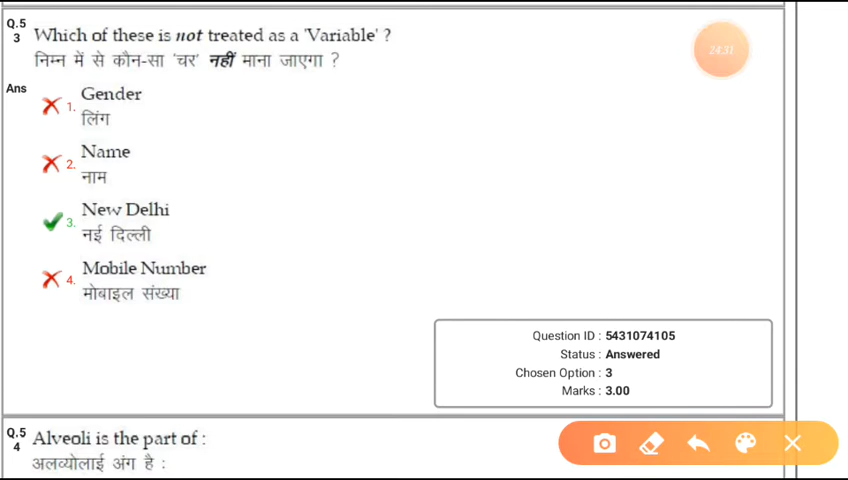 Q.5
3 Which of these is not treated as a 'Variable' ?
निम्न में से कौन-सा 'चर' नहीं माना जाएगा ?
24:31
Ans
1. Gender
लिंग
2. Name
नाम
3. New Delhi
नई दिल्ली
4. Mobile Number
मोबाइल संख्या
Question ID : 5431074105
Status : Answered
Chosen Option : 3
Marks : 3.00
Q.5
4 Alveoli is the part of :
अलव्योलाई अंग है :